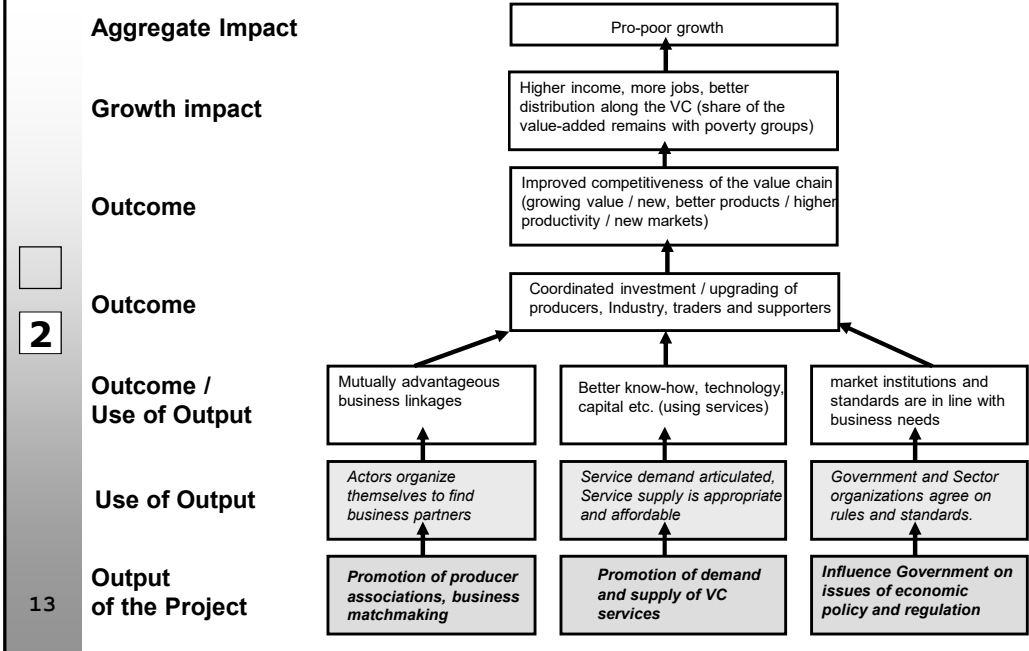 Aggregate Impact
Pro-poor growth
Growth impact
Higher income, more jobs, better
distribution along the VC (share of the
value-added remains with poverty groups)
Outcome
Improved competitiveness of the value chain
(growing value / new, better products / higher
productivity / new markets)
Outcome
Coordinated investment / upgrading of
producers, Industry, traders and supporters
2
Outcome /
Use of Output
Mutually advantageous
business linkages
Better know-how, technology,
capital etc. (using services)
market institutions and
standards are in line with
business needs
Use of Output
Actors organize
themselves to find
business partners
Service demand articulated,
Service supply is appropriate
and affordable
Government and Sector
organizations agree on
rules and standards.
Output
of the Project
Promotion of producer
associations, business
matchmaking
Promotion of demand
and supply of VC
services
Influence Government on
issues of economic
policy and regulation
13